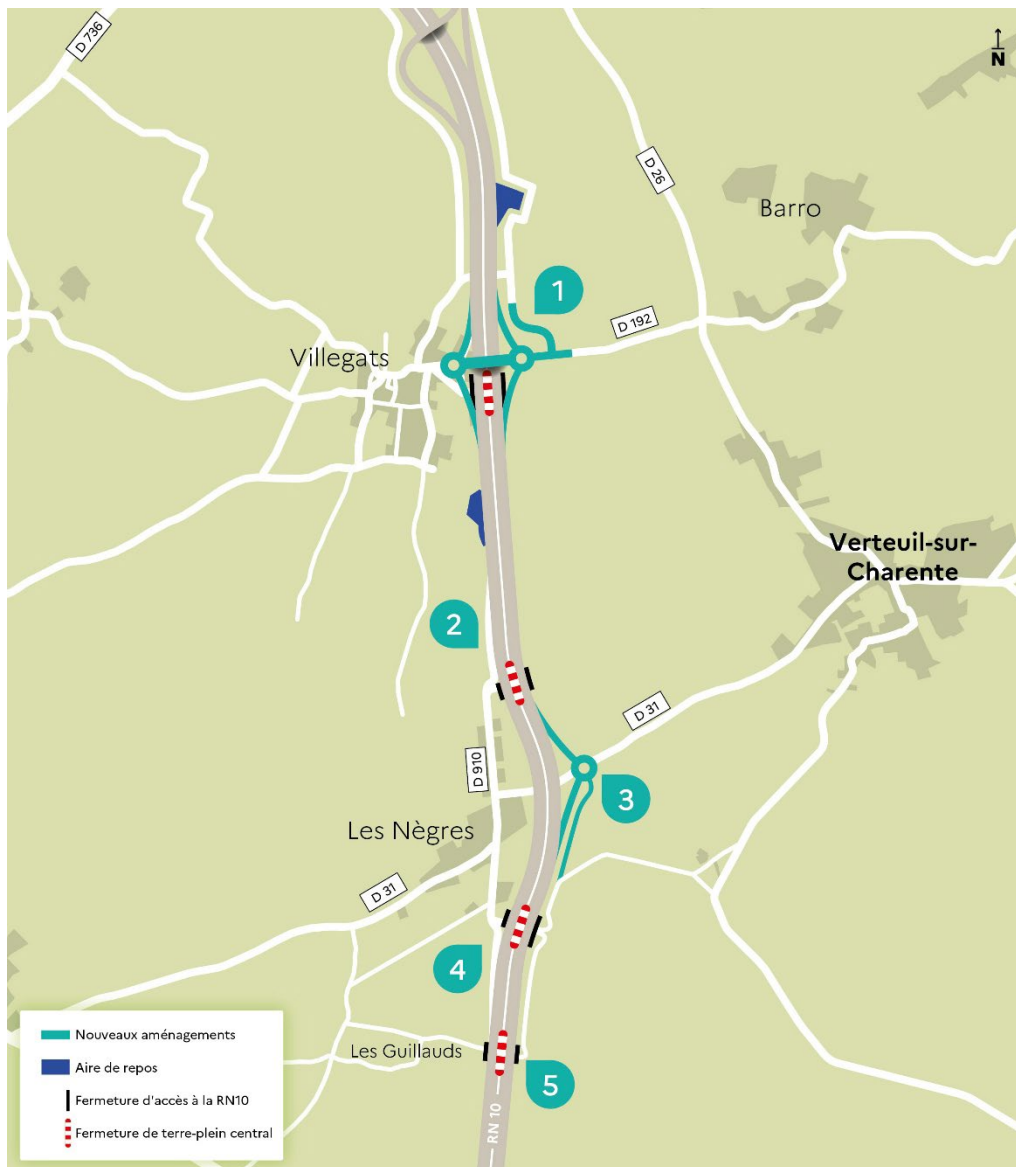 D 736
N
D 26
Barro
1
D 192
Villegats
Verteuil-sur-
Charente
2
D 31
D 910
3
Les Nègres
D 31
4
Les Guillauds
5
RN 10
Nouveaux aménagements
Aire de repos
Fermeture d'accès à la RN10
Fermeture de terre-plein central